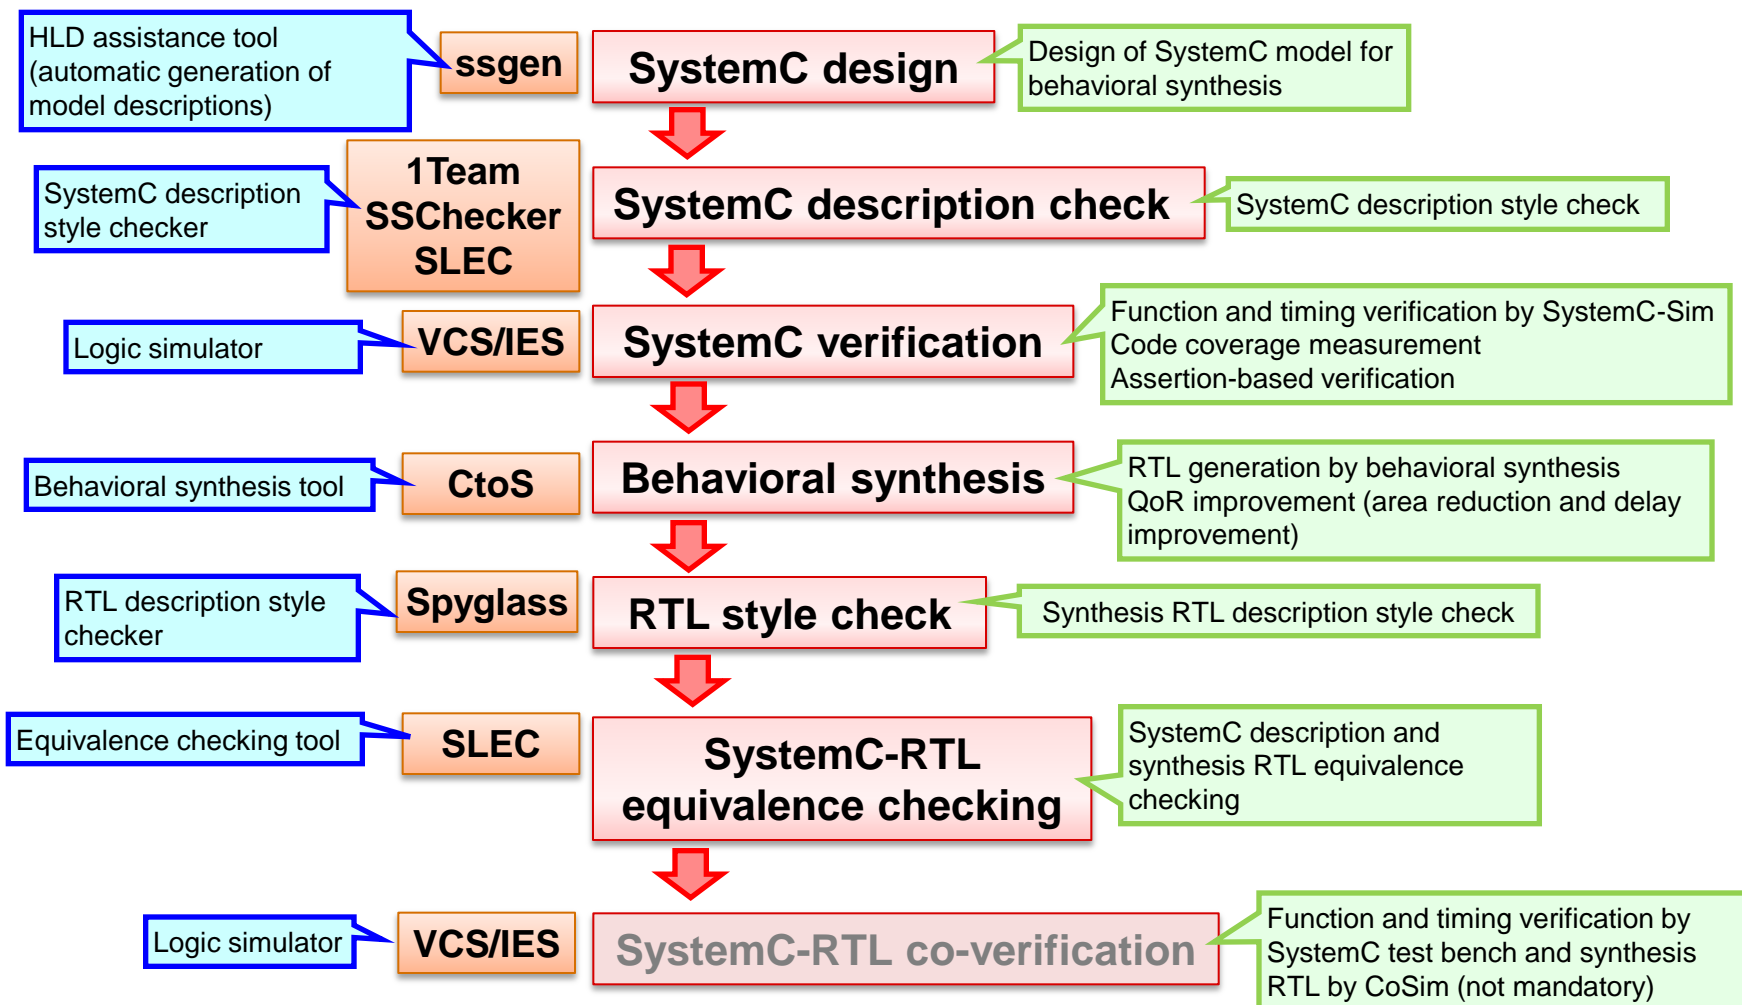 HLD assistance tool
(automatic generation of
model descriptions)
ssgen
SystemC design
Design of SystemC model for
behavioral synthesis
SystemC description
style checker
1Team
SSChecker
SLEC
SystemC description check
SystemC description style check
Logic simulator
VCS/IES
SystemC verification
Function and timing verification by SystemC-Sim
Code coverage measurement
Assertion-based verification
Behavioral synthesis tool
CtoS
Behavioral synthesis
RTL generation by behavioral synthesis
QoR improvement (area reduction and delay
improvement)
RTL description style
checker
Spyglass
RTL style check
Synthesis RTL description style check
Equivalence checking tool
SLEC
SystemC-RTL
equivalence checking
SystemC description and
synthesis RTL equivalence
checking
Logic simulator
VCS/IES
SystemC-RTL co-verification
Function and timing verification by
SystemC test bench and synthesis
RTL by CoSim (not mandatory)